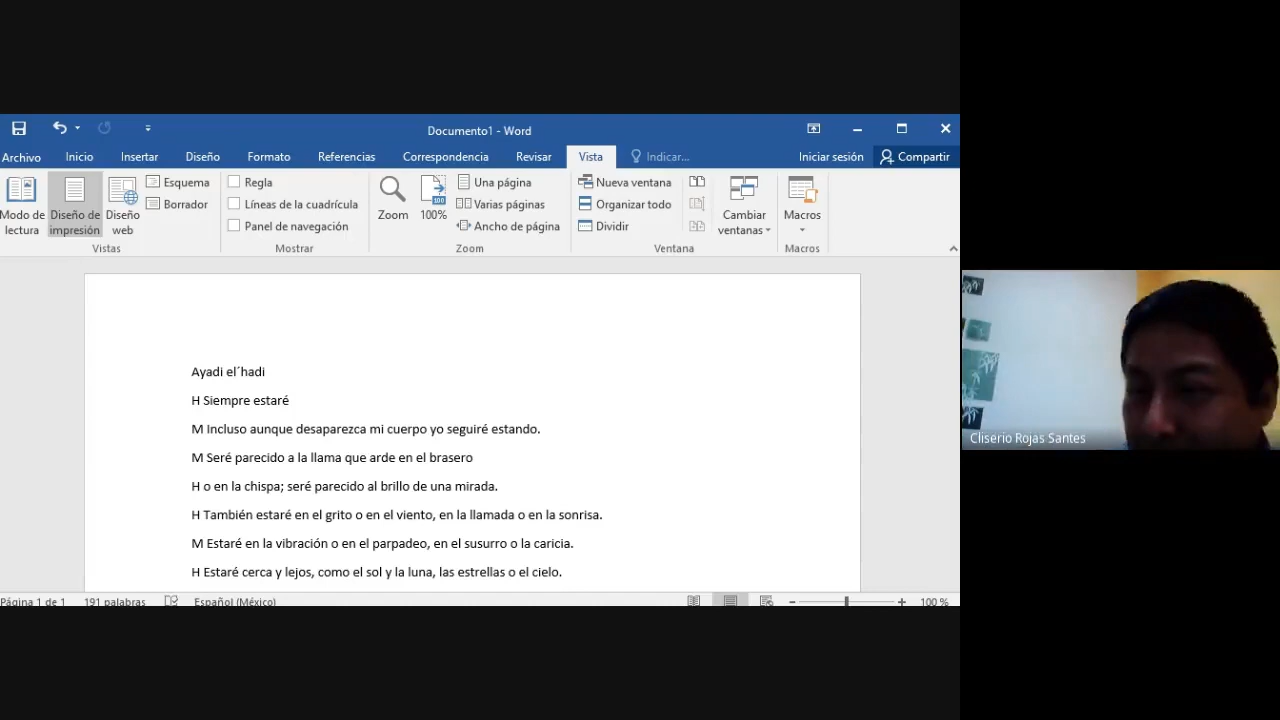 Documento1 - Word
Archivo Inicio Insertar Diseño Formato Referencias Correspondencia Revisar Vista Indicar... Iniciar sesión Compartir
Modo de lectura
Diseño de impresión
Diseño web
Esquema
Borrador
Vistas
Regla
Líneas de la cuadrícula
Panel de navegación
Mostrar
Zoom
100%
Una página
Varias páginas
Ancho de página
Zoom
Nueva ventana
Organizar todo
Dividir
Cambiar ventanas
Ventana
Macros
Macros
Ayadi el´hadi
H Siempre estaré
M Incluso aunque desaparezca mi cuerpo yo seguiré estando.
M Seré parecido a la llama que arde en el brasero
H o en la chispa; seré parecido al brillo de una mirada.
H También estaré en el grito o en el viento, en la llamada o en la sonrisa.
M Estaré en la vibración o en el parpadeo, en el susurro o la caricia.
H Estaré cerca y lejos, como el sol y la luna, las estrellas o el cielo.
Página 1 de 1 191 palabras Español (México) 100 %
Cliserio Rojas Santes